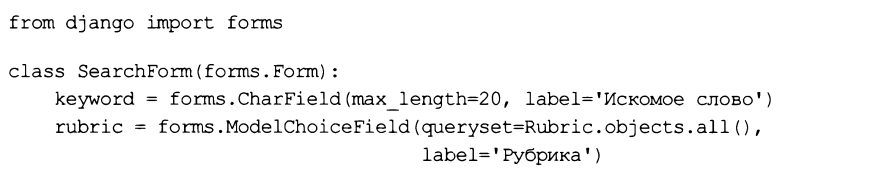 from django import forms
class SearchForm(forms.Form):
    keyword = forms.CharField(max_length=20, label='Искомое слово')
    rubric = forms.ModelChoiceField(queryset=Rubric.objects.all(),
                                    label='Рубрика')